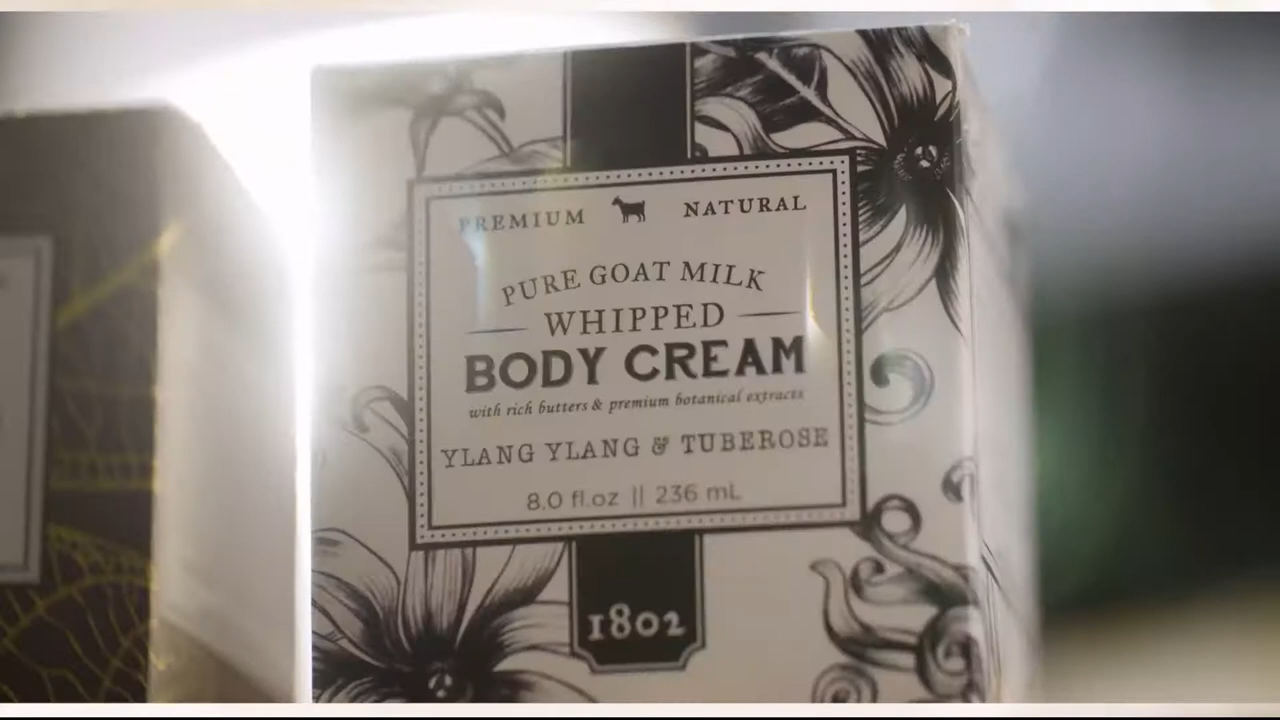 PREMIUM NATURAL
PURE GOAT MILK
WHIPPED
BODY CREAM
with rich butters & premium botanical extracts
YLANG YLANG & TUBEROSE
8.0 fl.oz || 236 mL
1802